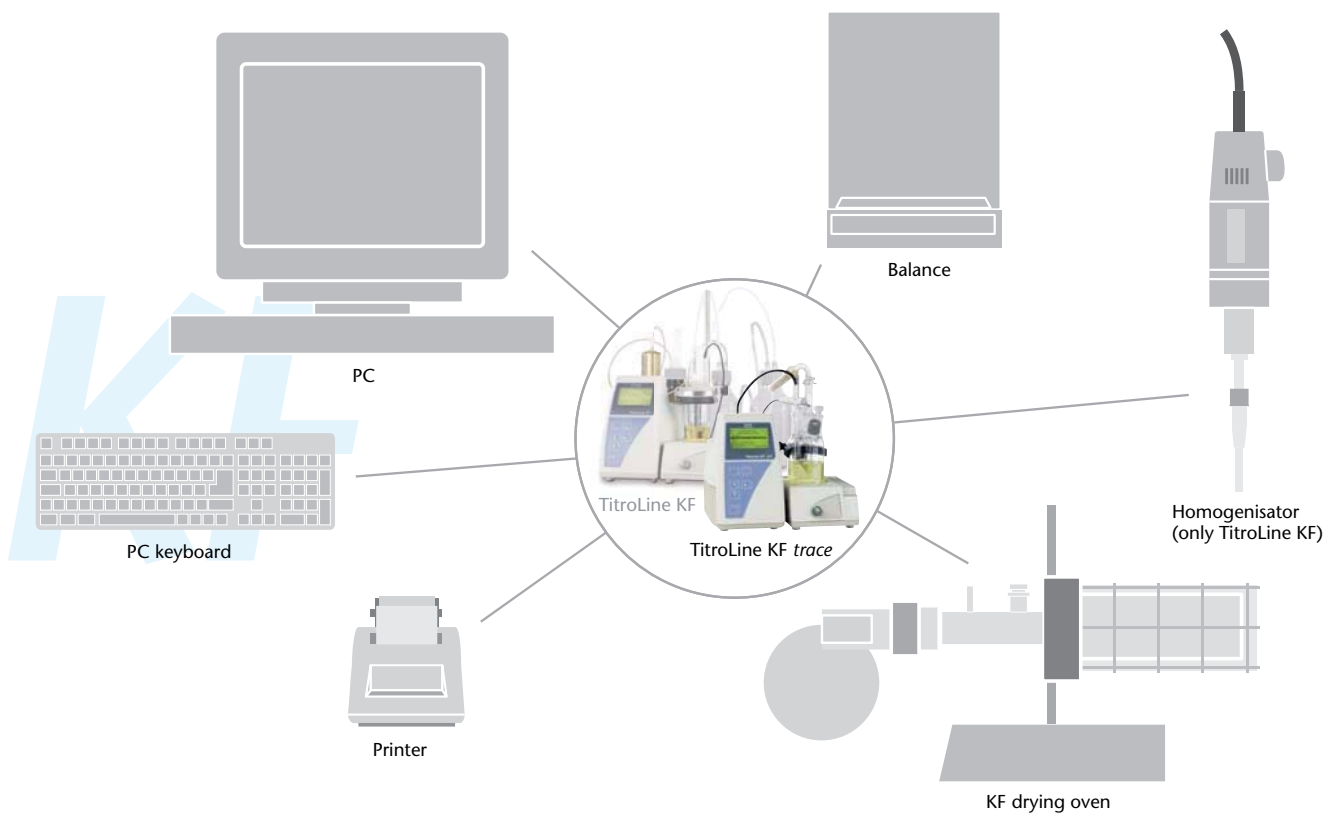 KF
PC
Balance
Homogenisator
(only TitroLine KF)
PC keyboard
TitroLine KF
TitroLine KF trace
Printer
KF drying oven